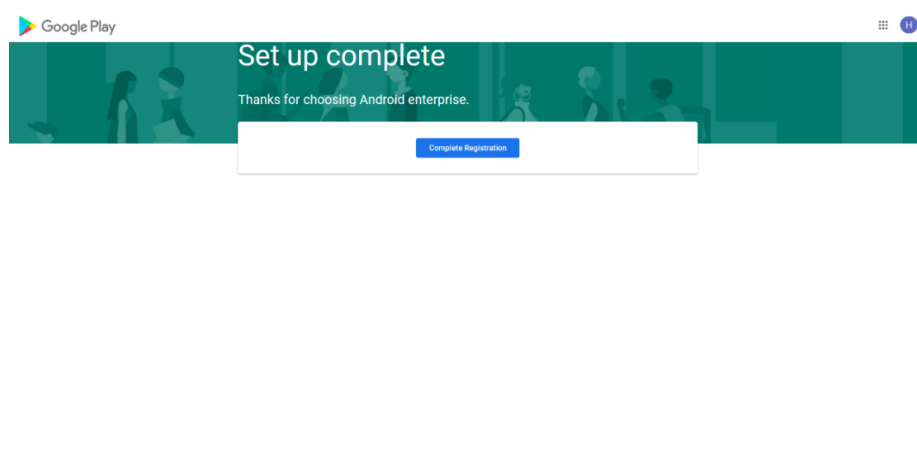 Google Play
H
Set up complete
Thanks for choosing Android enterprise.
Complete Registration